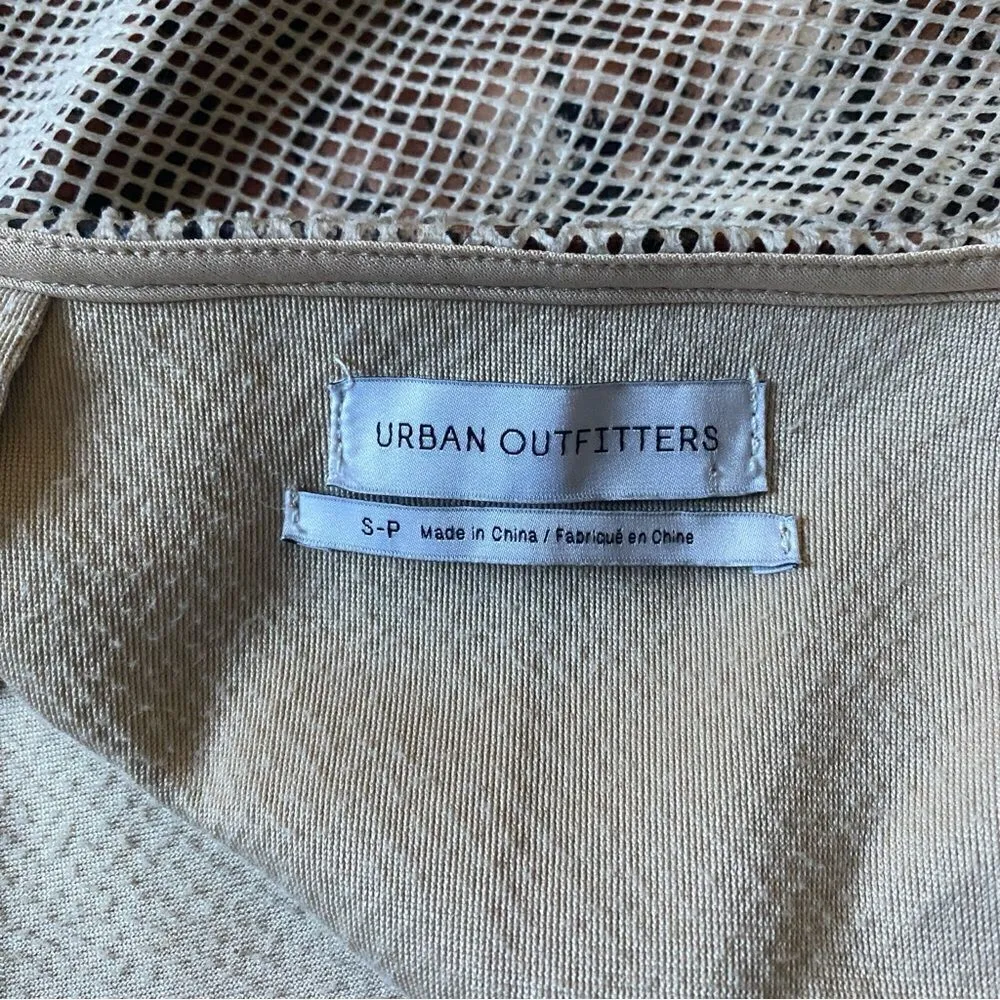 URBAN OUTFITTERS
S-P Made in China / Fabriqué en Chine